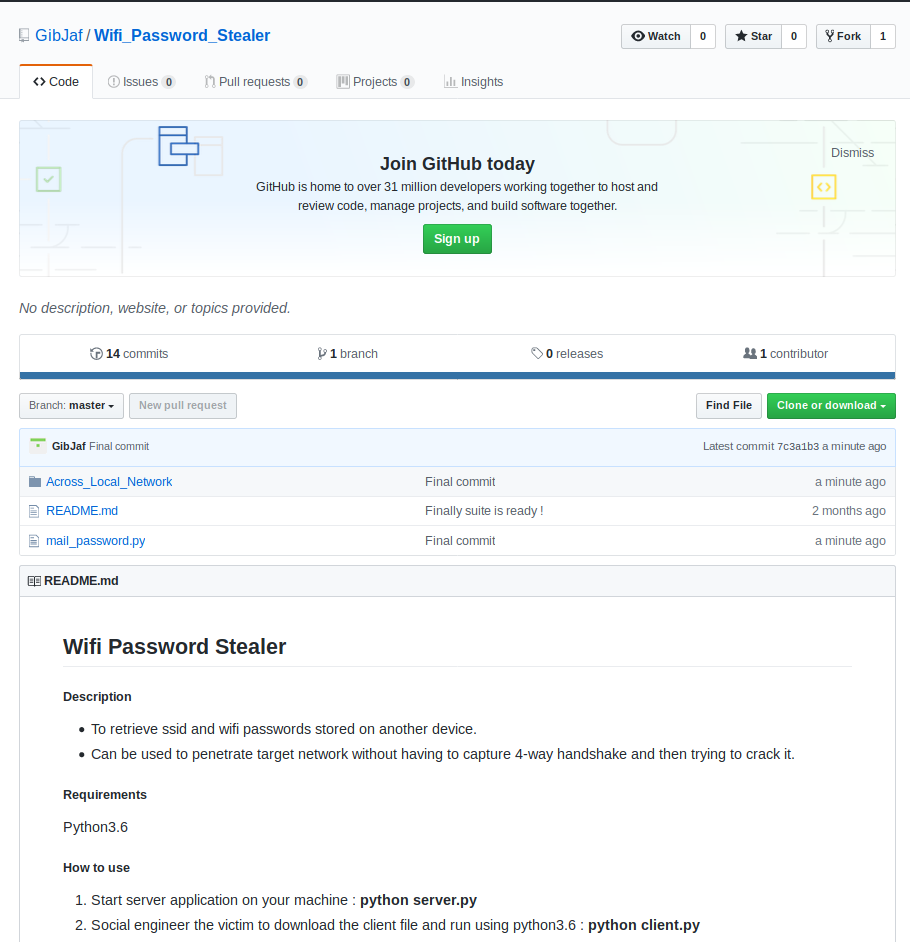 GibJaf / Wifi_Password_Stealer
Watch 0 Star 0 Fork 1
Code Issues 0 Pull requests 0 Projects 0 Insights
Join GitHub today
Dismiss
GitHub is home to over 31 million developers working together to host and
review code, manage projects, and build software together.
Sign up
No description, website, or topics provided.
14 commits 1 branch 0 releases 1 contributor
Branch: master New pull request Find File Clone or download
GibJaf Final commit Latest commit 7c3a1b3 a minute ago
Across_Local_Network Final commit a minute ago
README.md Finally suite is ready ! 2 months ago
mail_password.py Final commit a minute ago
README.md
Wifi Password Stealer
Description
• To retrieve ssid and wifi passwords stored on another device.
• Can be used to penetrate target network without having to capture 4-way handshake and then trying to crack it.
Requirements
Python3.6
How to use
1. Start server application on your machine : python server.py
2. Social engineer the victim to download the client file and run using python3.6 : python client.py